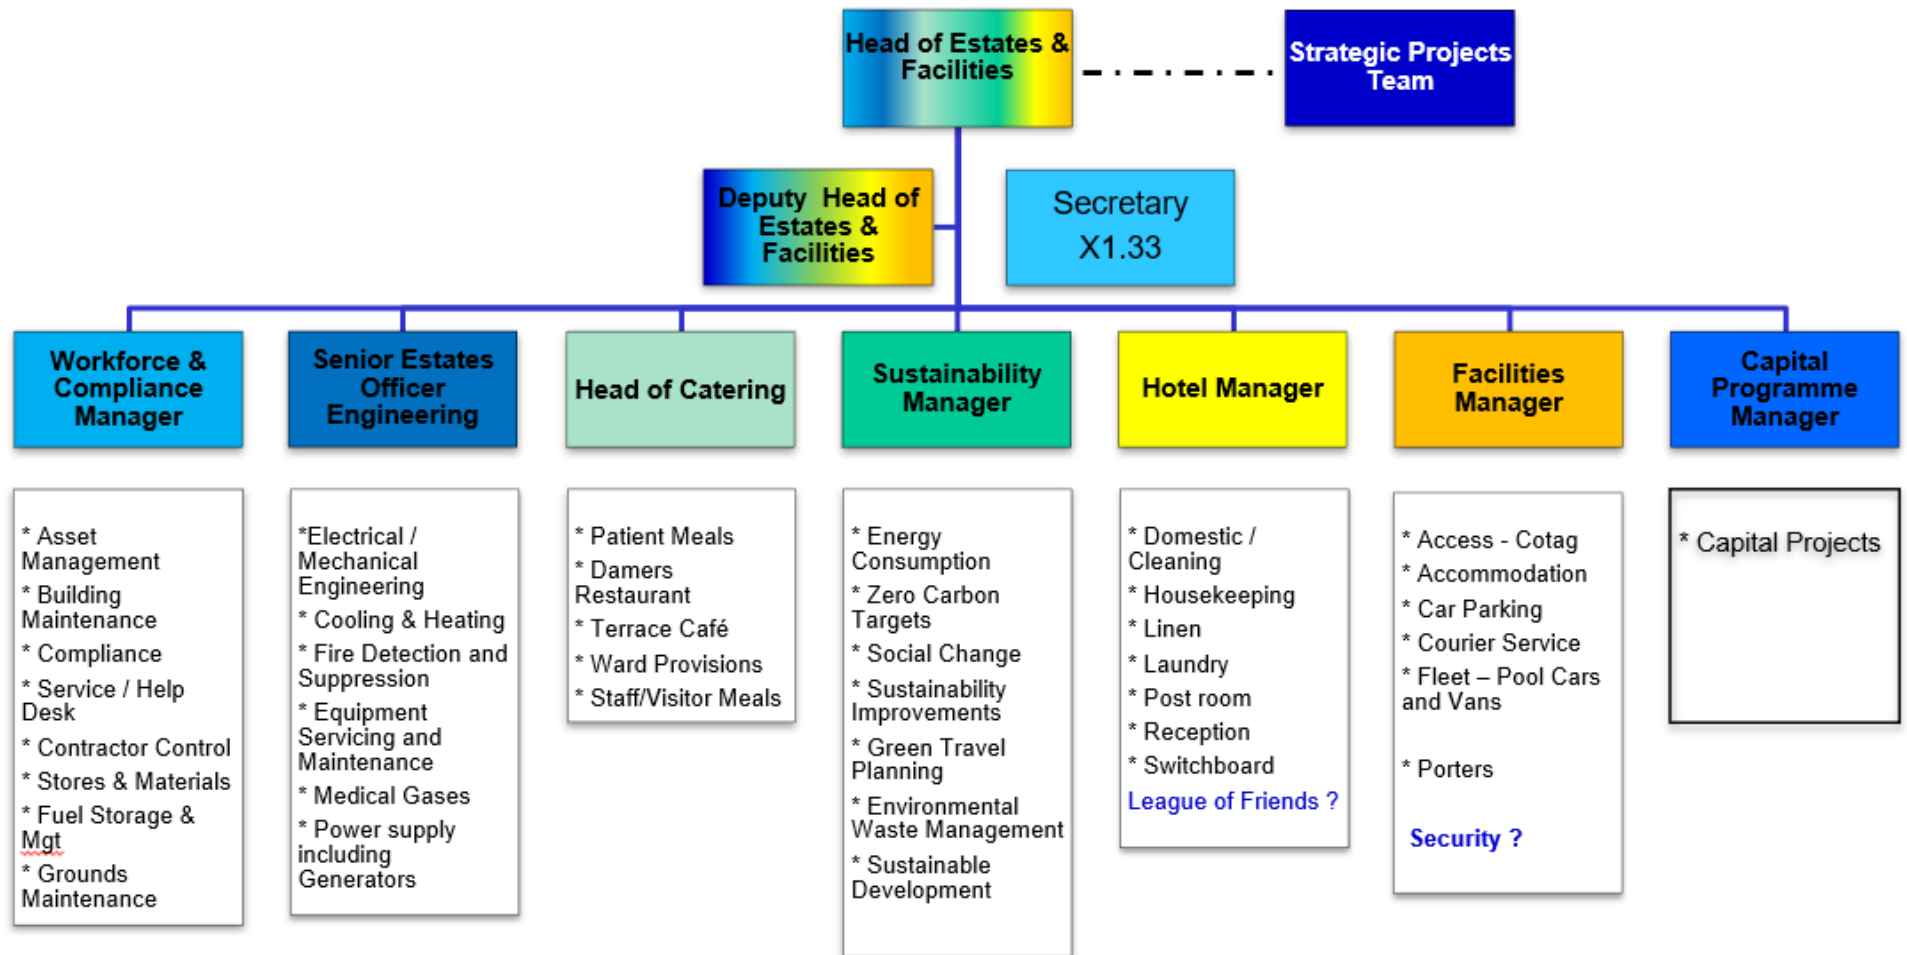 Head of Estates &
Facilities
Strategic Projects
Team
Deputy Head of
Estates &
Facilities
Secretary
X1.33
Workforce &
Compliance
Manager
Senior Estates
Officer
Engineering
Head of Catering
Sustainability
Manager
Hotel Manager
Facilities
Manager
Capital
Programme
Manager
* Asset
Management
* Building
Maintenance
* Compliance
* Service / Help
Desk
* Contractor Control
* Stores & Materials
* Fuel Storage &
Mgt
* Grounds
Maintenance
*Electrical /
Mechanical
Engineering
* Cooling & Heating
* Fire Detection and
Suppression
* Equipment
Servicing and
Maintenance
* Medical Gases
* Power supply
including
Generators
* Patient Meals
* Damers
Restaurant
* Terrace Café
* Ward Provisions
* Staff/Visitor Meals
* Energy
Consumption
* Zero Carbon
Targets
* Social Change
* Sustainability
Improvements
* Green Travel
Planning
* Environmental
Waste Management
* Sustainable
Development
* Domestic /
Cleaning
* Housekeeping
* Linen
* Laundry
* Post room
* Reception
* Switchboard
League of Friends ?
* Access - Cotag
* Accommodation
* Car Parking
* Courier Service
* Fleet – Pool Cars
and Vans
* Porters
Security ?
* Capital Projects